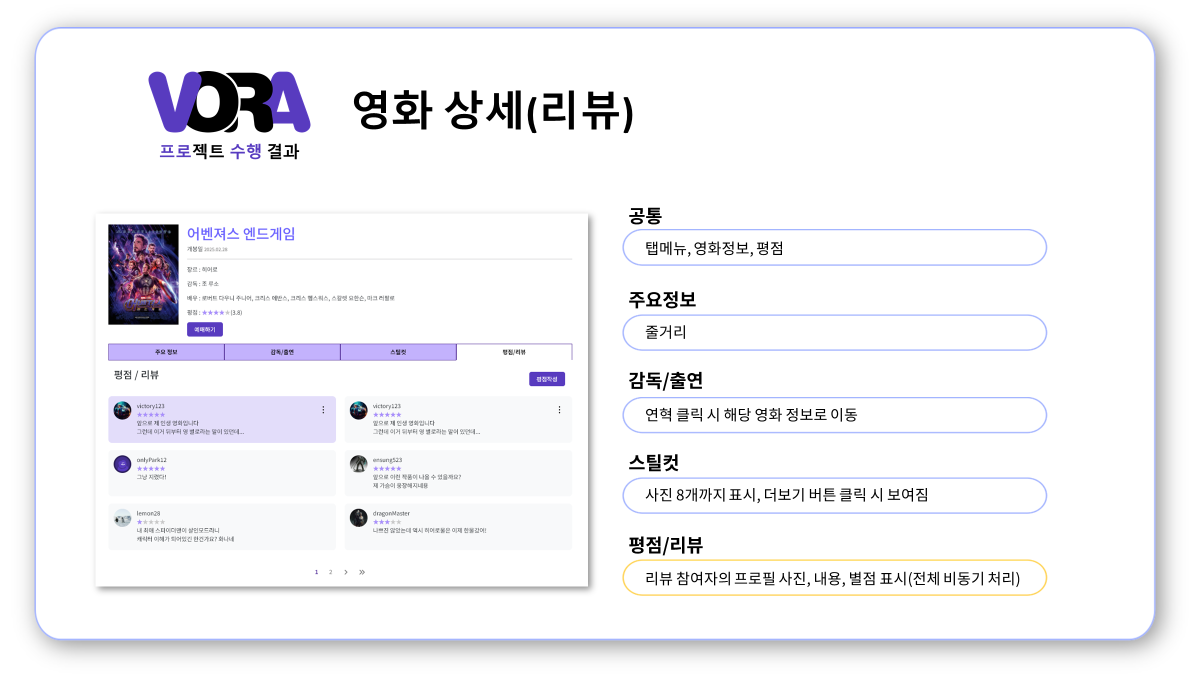 VORA
프로젝트 수행 결과
영화 상세(리뷰)
어벤져스 엔드게임
개봉일 2025.02.20
장르 : 히어로
감독 : 조 루소
배우 : 로버트 다우니 주니어, 크리스 에반스, 크리스 헴스워스, 스칼렛 요한슨, 마크 러팔로
평점 : ★★★★★(3.8)
예매하기
주요 정보
감독/출연
스틸컷
평점/리뷰
평점 / 리뷰
평점작성
victory123
★★★★★
앞으로 제 인생 영화입니다
그런데 이거 뒤부터 영 별로라는 말이 있던데...
victory123
★★★★★
앞으로 제 인생 영화입니다
그런데 이거 뒤부터 영 별로라는 말이 있던데...
onlyPark12
★★★★★
그냥 지렸다!
ensung523
★★★★★
앞으로 이런 작품이 나올 수 있을까요?
제 가슴이 웅장해지네용
lemon28
★★★★★
내 최애 스파이더맨이 살인모드라니
캐릭터 이해가 되어있긴 한건가요? 화나네
dragonMaster
★★★★★
나쁘진 않았는데 역시 히어로물은 이제 한물갔어!
1 2 > >>
공통
탭메뉴, 영화정보, 평점
주요정보
줄거리
감독/출연
연혁 클릭 시 해당 영화 정보로 이동
스틸컷
사진 8개까지 표시, 더보기 버튼 클릭 시 보여짐
평점/리뷰
리뷰 참여자의 프로필 사진, 내용, 별점 표시(전체 비동기 처리)